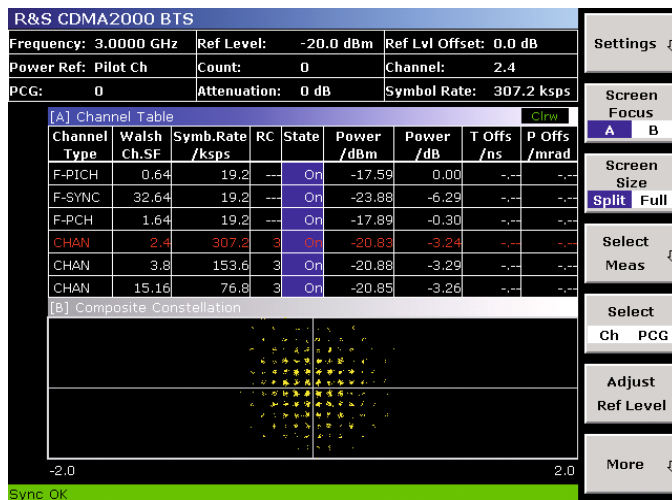 R&S CDMA2000 BTS
Frequency: 3.0000 GHz Ref Level: -20.0 dBm Ref Lvl Offset: 0.0 dB
Power Ref: Pilot Ch Count: 0 Channel: 2.4
PCG: 0 Attenuation: 0 dB Symbol Rate: 307.2 ksps
[A] Channel Table Clrw
Channel Walsh Symb.Rate RC State Power Power T Offs P Offs
Type Ch.SF /ksps /dBm /dB /ns /mrad
F-PICH 0.64 19.2 --- On -17.59 0.00 -.-- -.--
F-SYNC 32.64 19.2 --- On -23.88 -6.29 -.-- -.--
F-PCH 1.64 19.2 --- On -17.89 -0.30 -.-- -.--
CHAN 2.4 307.2 3 On -20.83 -3.24 -.-- -.--
CHAN 3.8 153.6 3 On -20.88 -3.29 -.-- -.--
CHAN 15.16 76.8 3 On -20.85 -3.26 -.-- -.--
[B] Composite Constellation
-2.0 2.0
Sync OK
Settings
Screen
Focus
A B
Screen
Size
Split Full
Select
Meas
Select
Ch PCG
Adjust
Ref Level
More